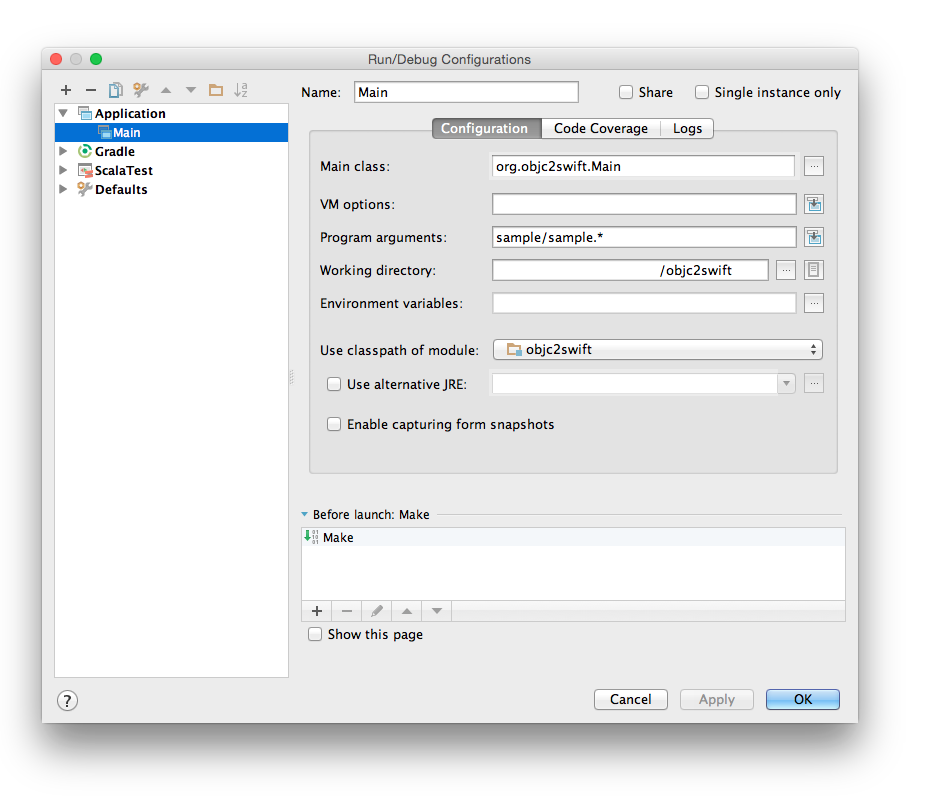 Run/Debug Configurations
Name: Main Share Single instance only
Application
Main
Gradle
ScalaTest
Defaults
Configuration Code Coverage Logs
Main class: org.objc2swift.Main
VM options:
Program arguments: sample/sample.*
Working directory: /objc2swift
Environment variables:
Use classpath of module: objc2swift
Use alternative JRE:
Enable capturing form snapshots
Before launch: Make
Make
Show this page
? Cancel Apply OK